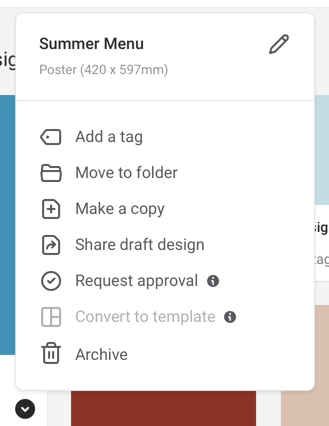 Summer Menu
Poster (420 x 597mm)
Add a tag
Move to folder
Make a copy
Share draft design
Request approval
Convert to template
Archive